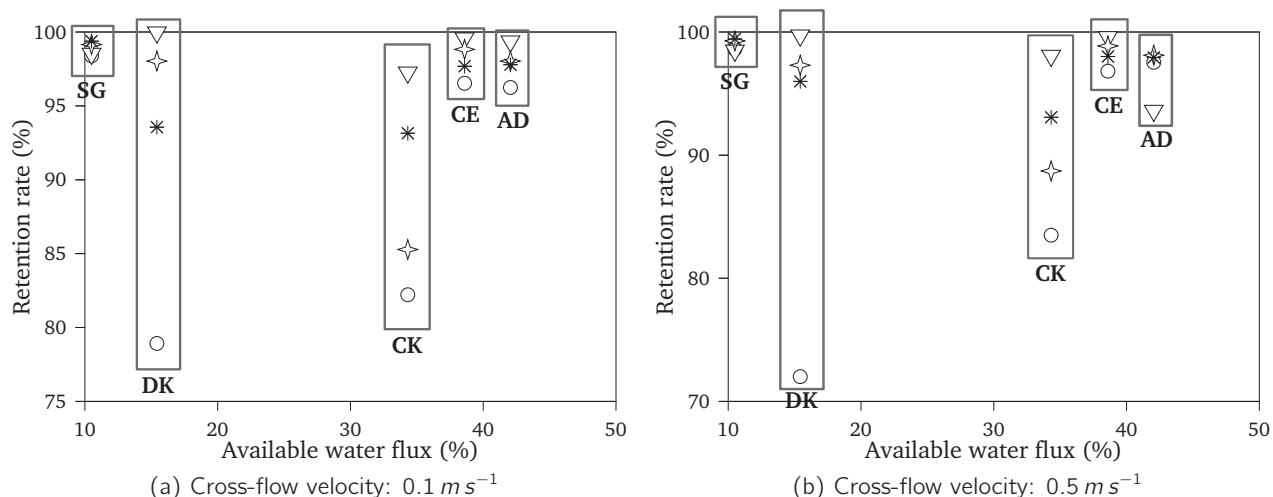 100
95
90
85
80
75
Retention rate (%)
SG
DK
CK
CE
AD
10
20
30
40
50
Available water flux (%)
(a) Cross-flow velocity: 0.1 m s⁻¹
100
90
80
70
Retention rate (%)
SG
DK
CK
CE
AD
10
20
30
40
50
Available water flux (%)
(b) Cross-flow velocity: 0.5 m s⁻¹